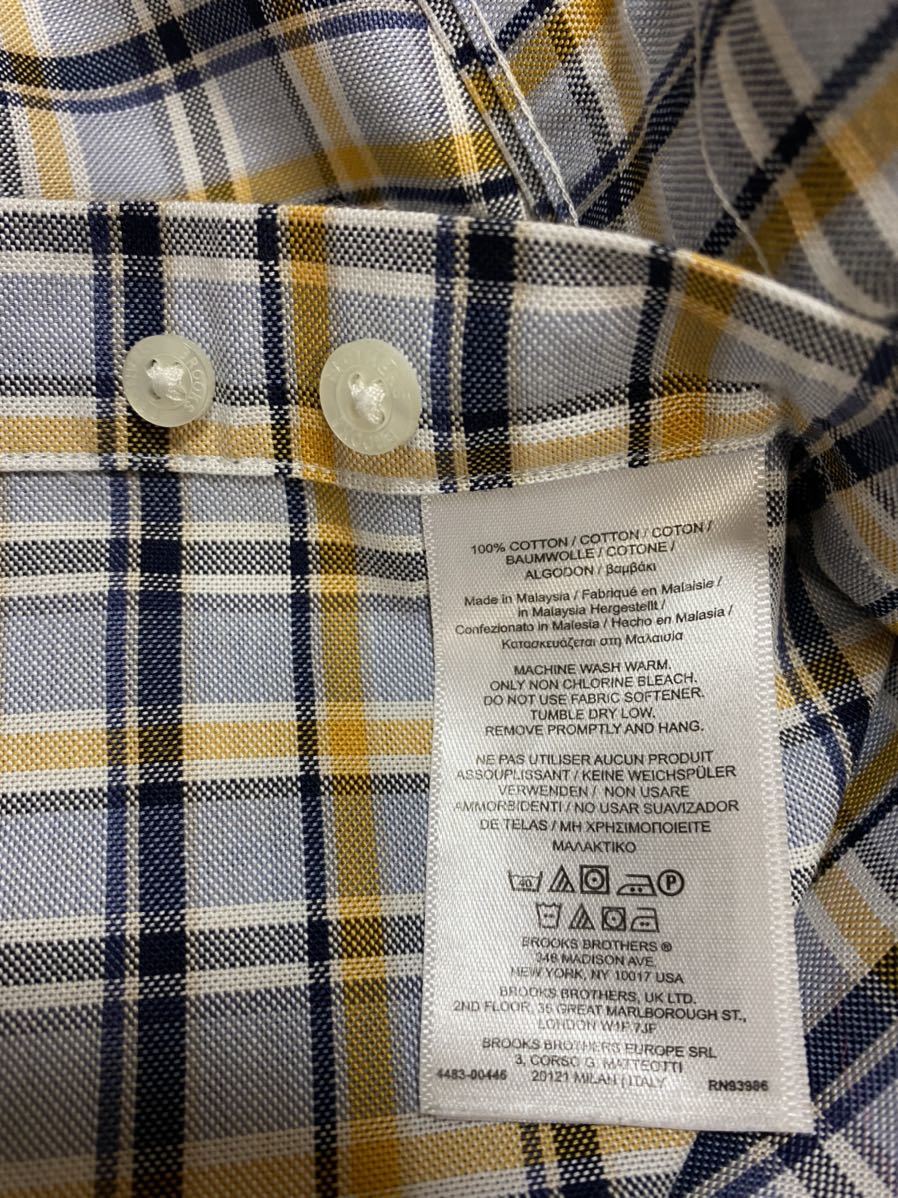 BROOKS
100% COTTON / COTTON / COTON /
BAUMWOLLE / COTONE /
ALGODON / βαμβάκι
Made in Malaysia / Fabriqué en Malaisie /
in Malaysia Hergestellt /
Confezionato in Malesia / Hecho en Malasia /
Κατασκευάζεται στη Μαλαισία
MACHINE WASH WARM.
ONLY NON CHLORINE BLEACH.
DO NOT USE FABRIC SOFTENER.
TUMBLE DRY LOW.
REMOVE PROMPTLY AND HANG.
NE PAS UTILISER AUCUN PRODUIT
ASSOUPLISSANT / KEINE WEICHSPÜLER
VERWENDEN / NON USARE
AMMORBIDENTI / NO USAR SUAVIZADOR
DE TELAS / ΜΗ ΧΡΗΣΙΜΟΠΟΙΕΙΤΕ
ΜΑΛΑΚΤΙΚΟ
40 P
BROOKS BROTHERS ®
346 MADISON AVE.
NEW YORK, NY 10017 USA
BROOKS BROTHERS, UK LTD.
2ND FLOOR, 35 GREAT MARLBOROUGH ST.,
LONDON W1F 7JF
BROOKS BROTHERS EUROPE SRL
3, CORSO G. MATTEOTTI
4483-00446 20121 MILAN | ITALY RN93986